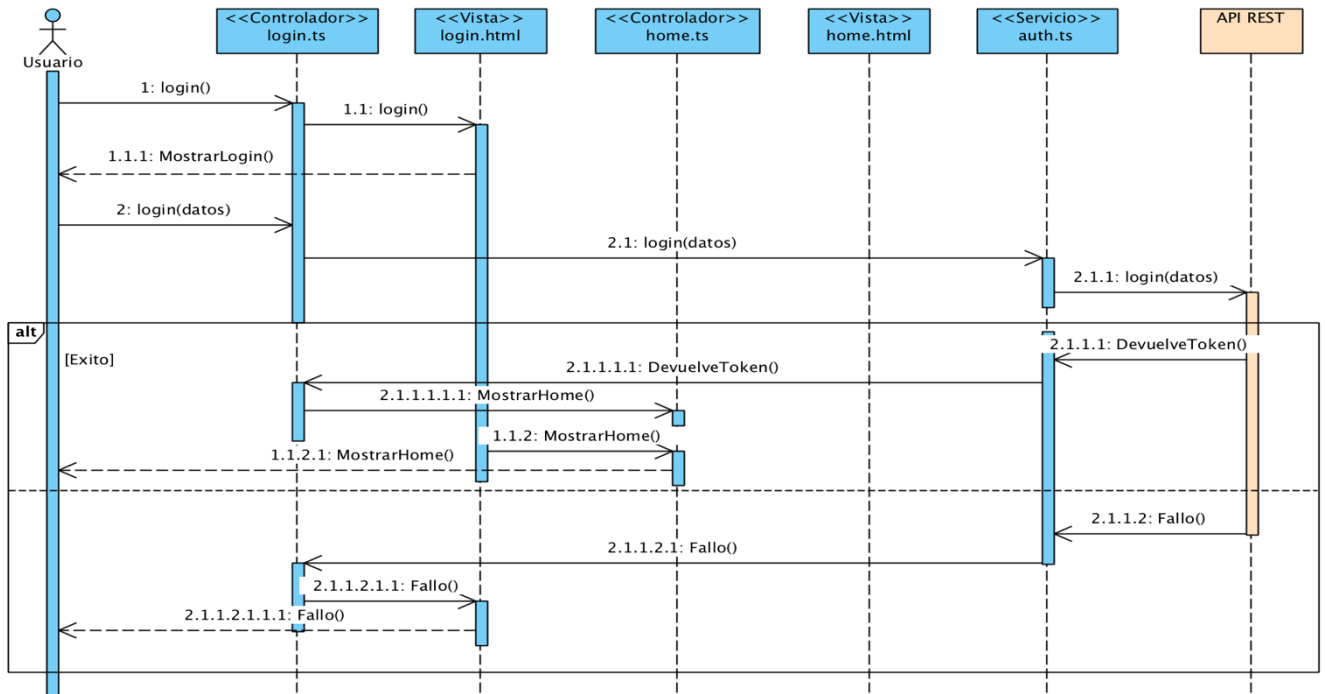 <<Controlador>>
login.ts
<<Vista>>
login.html
<<Controlador>>
home.ts
<<Vista>>
home.html
<<Servicio>>
auth.ts
API REST
Usuario
1: login()
1.1: login()
1.1.1: MostrarLogin()
2: login(datos)
2.1: login(datos)
2.1.1: login(datos)
alt
[Exito]
2.1.1.1: DevuelveToken()
2.1.1.1.1: DevuelveToken()
2.1.1.1.1.1: MostrarHome()
1.1.2: MostrarHome()
1.1.2.1: MostrarHome()
2.1.1.2: Fallo()
2.1.1.2.1: Fallo()
2.1.1.2.1.1: Fallo()
2.1.1.2.1.1.1: Fallo()